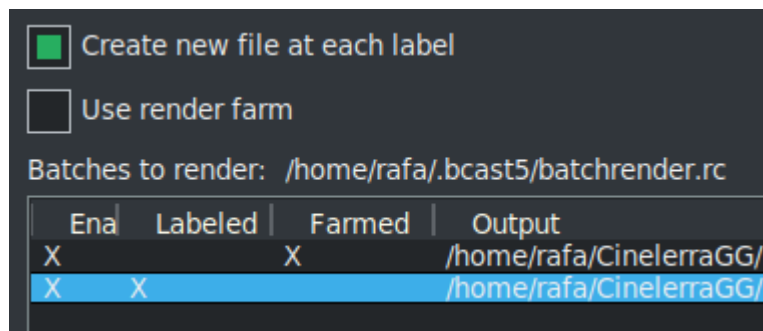 Create new file at each label
Use render farm
Batches to render: /home/rafa/.bcast5/batchrender.rc
Ena Labeled Farmed Output
X X /home/rafa/CinelerraGG/
X X /home/rafa/CinelerraGG/